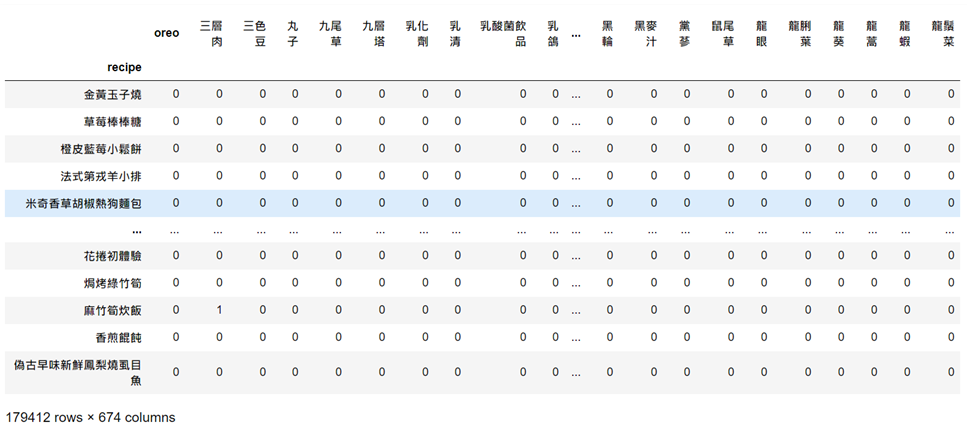 oreo 三層肉 三色豆 丸子 九尾草 九層塔 乳化劑 乳清 乳酸菌飲品 乳鴿 ... 黑輪 黑麥汁 黨蔘 鼠尾草 龍眼 龍脷葉 龍葵 龍蒿 龍蝦 龍鬚菜
recipe
金黃玉子燒 0 0 0 0 0 0 0 0 0 0 ... 0 0 0 0 0 0 0 0 0 0
草莓棒棒糖 0 0 0 0 0 0 0 0 0 0 ... 0 0 0 0 0 0 0 0 0 0
橙皮藍莓小鬆餅 0 0 0 0 0 0 0 0 0 0 ... 0 0 0 0 0 0 0 0 0 0
法式第戎羊小排 0 0 0 0 0 0 0 0 0 0 ... 0 0 0 0 0 0 0 0 0 0
米奇香草胡椒熱狗麵包 0 0 0 0 0 0 0 0 0 0 ... 0 0 0 0 0 0 0 0 0 0
... ... ... ... ... ... ... ... ... ... ... ... ... ... ... ... ... ... ... ... ... ...
花捲初體驗 0 0 0 0 0 0 0 0 0 0 ... 0 0 0 0 0 0 0 0 0 0
焗烤綠竹筍 0 0 0 0 0 0 0 0 0 0 ... 0 0 0 0 0 0 0 0 0 0
麻竹筍炊飯 0 1 0 0 0 0 0 0 0 0 ... 0 0 0 0 0 0 0 0 0 0
香煎餛飩 0 0 0 0 0 0 0 0 0 0 ... 0 0 0 0 0 0 0 0 0 0
偽古早味新鮮鳳梨燒虱目魚 0 0 0 0 0 0 0 0 0 0 ... 0 0 0 0 0 0 0 0 0 0
179412 rows × 674 columns